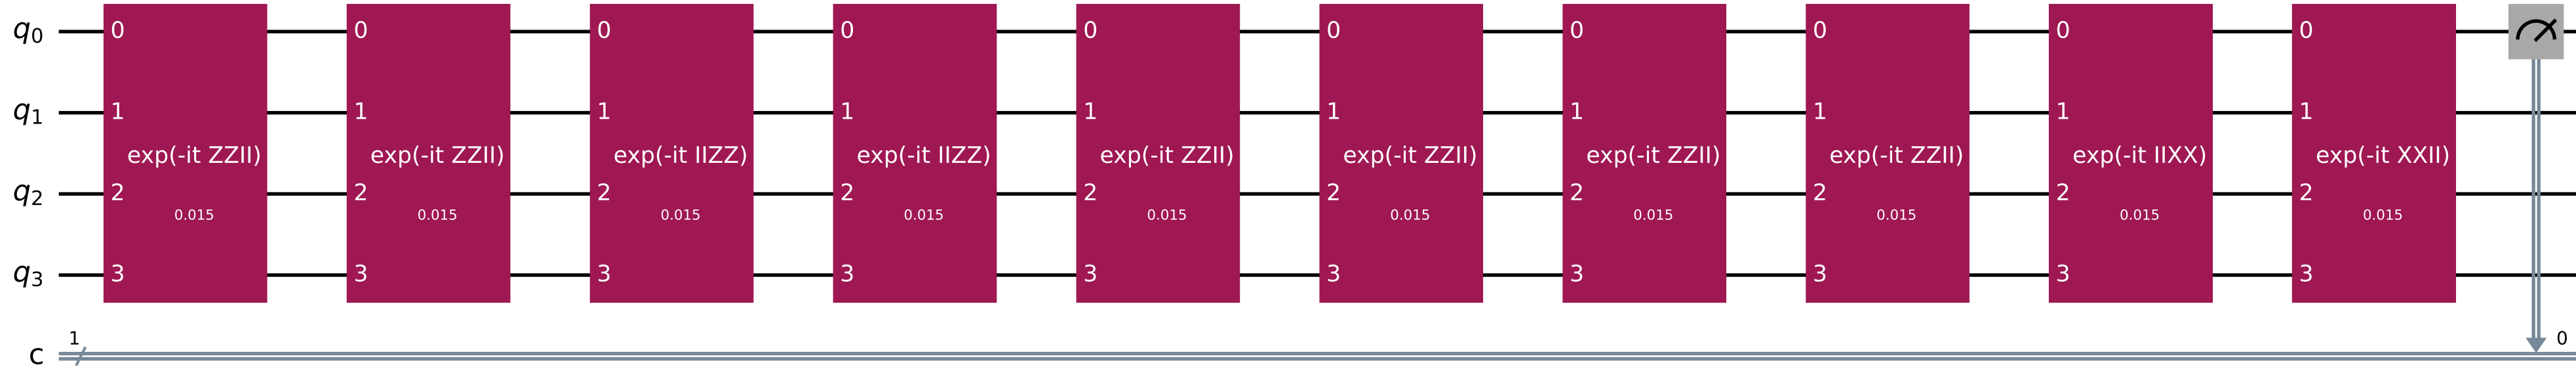 q0 0 0 0 0 0 0 0 0 0 0
q1 1 1 1 1 1 1 1 1 1 1
exp(-it ZZII) exp(-it ZZII) exp(-it IIZZ) exp(-it IIZZ) exp(-it ZZII) exp(-it ZZII) exp(-it ZZII) exp(-it ZZII) exp(-it IIXX) exp(-it XXII)
q2 2 2 2 2 2 2 2 2 2 2
0.015 0.015 0.015 0.015 0.015 0.015 0.015 0.015 0.015 0.015
q3 3 3 3 3 3 3 3 3 3 3
1 0
c